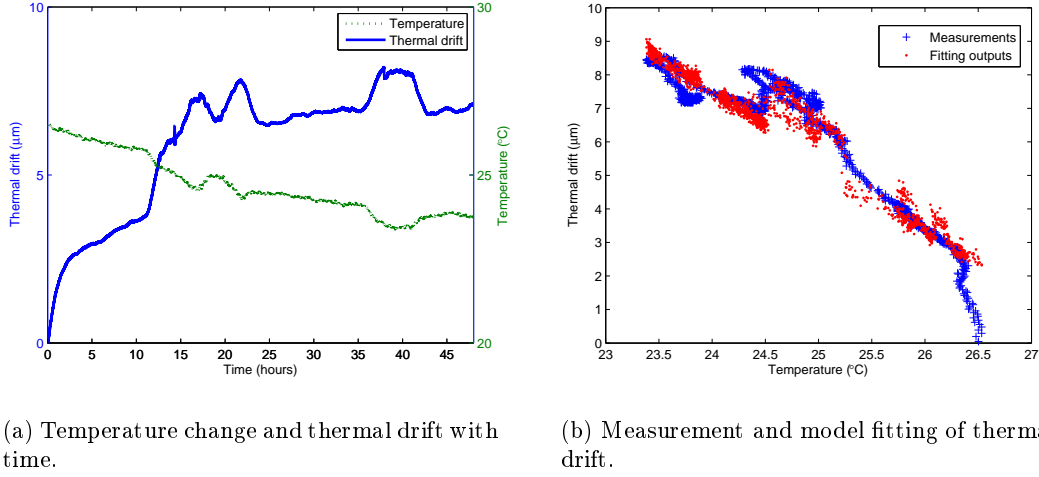 10
30
Temperature
Thermal drift
Thermal drift (µm)
5
25
Temperature (°C)
0
20
0 5 10 15 20 25 30 35 40 45
Time (hours)
(a) Temperature change and thermal drift with
time.
10
9
8
7
6
5
4
3
2
1
0
Measurements
Fitting outputs
Thermal drift (µm)
23 23.5 24 24.5 25 25.5 26 26.5 27
Temperature (°C)
(b) Measurement and model fitting of therma
drift.